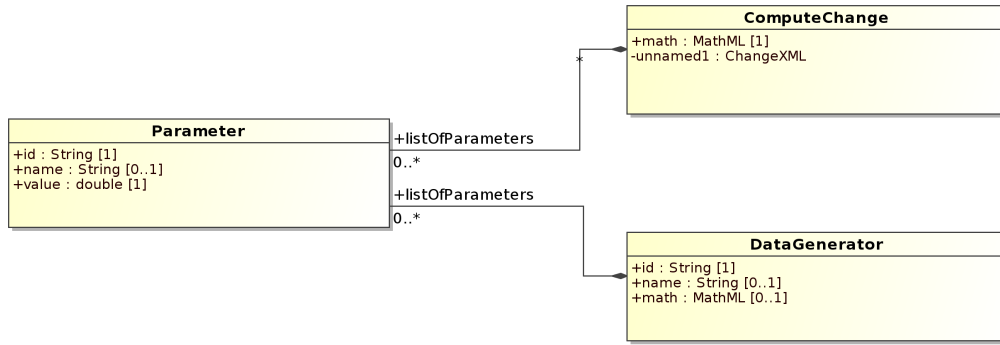 ComputeChange
+math : MathML [1]
-unnamed1 : ChangeXML
*
Parameter
+id : String [1]
+name : String [0..1]
+value : double [1]
+listOfParameters
0..*
+listOfParameters
0..*
DataGenerator
+id : String [1]
+name : String [0..1]
+math : MathML [0..1]